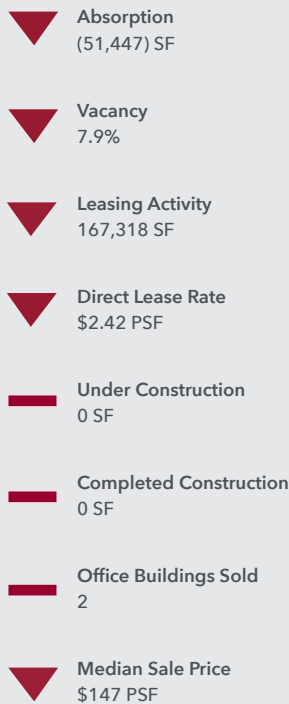 Absorption
(51,447) SF
Vacancy
7.9%
Leasing Activity
167,318 SF
Direct Lease Rate
$2.42 PSF
Under Construction
0 SF
Completed Construction
0 SF
Office Buildings Sold
2
Median Sale Price
$147 PSF